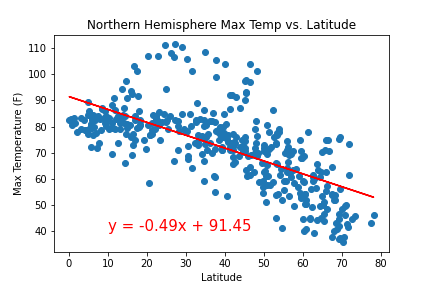 Northern Hemisphere Max Temp vs. Latitude
110
100
90
80
70
60
50
40
Max Temperature (F)
y = -0.49x + 91.45
0 10 20 30 40 50 60 70 80
Latitude